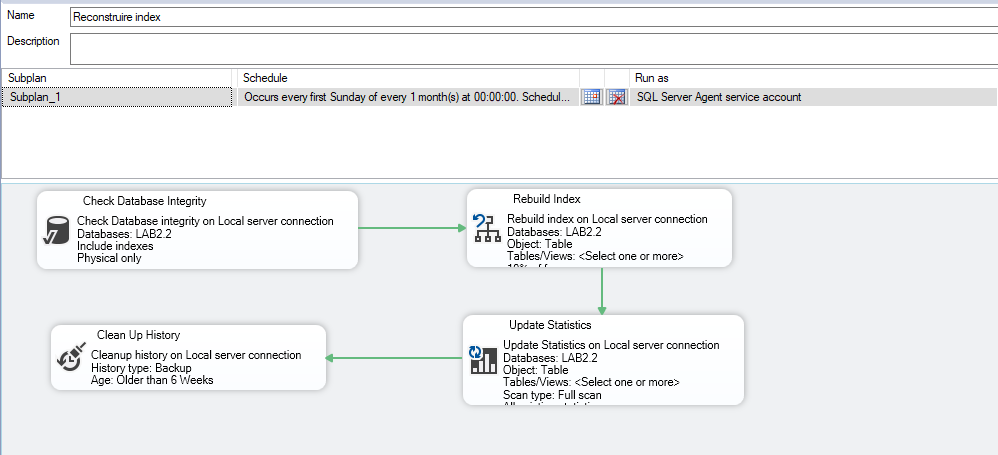 Name
Reconstruire index
Description
Subplan
Schedule
Run as
Subplan_1
Occurs every first Sunday of every 1 month(s) at 00:00:00. Schedul...
SQL Server Agent service account
Check Database Integrity
Check Database integrity on Local server connection
Databases: LAB2.2
Include indexes
Physical only
Rebuild Index
Rebuild index on Local server connection
Databases: LAB2.2
Object: Table
Tables/Views: <Select one or more>
Clean Up History
Cleanup history on Local server connection
History type: Backup
Age: Older than 6 Weeks
Update Statistics
Update Statistics on Local server connection
Databases: LAB2.2
Object: Table
Tables/Views: <Select one or more>
Scan type: Full scan